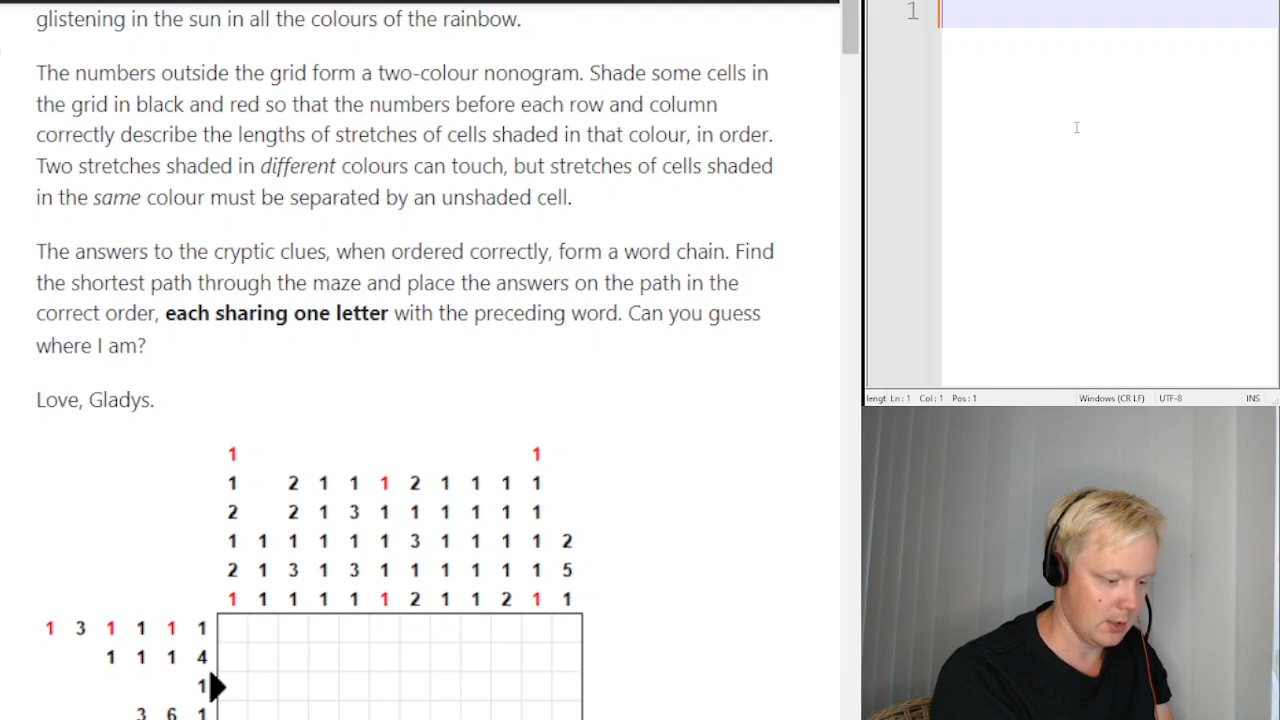 glistening in the sun in all the colours of the rainbow.
The numbers outside the grid form a two-colour nonogram. Shade some cells in
the grid in black and red so that the numbers before each row and column
correctly describe the lengths of stretches of cells shaded in that colour, in order.
Two stretches shaded in different colours can touch, but stretches of cells shaded
in the same colour must be separated by an unshaded cell.
The answers to the cryptic clues, when ordered correctly, form a word chain. Find
the shortest path through the maze and place the answers on the path in the
correct order, each sharing one letter with the preceding word. Can you guess
where I am?
Love, Gladys.
1 1
1 2 1 1 1 2 1 1 1 1
2 2 1 3 1 1 1 1 1 1
1 1 1 1 1 1 3 1 1 1 1 2
2 1 3 1 3 1 1 1 1 1 1 5
1 1 1 1 1 1 2 1 1 2 1 1
1 3 1 1 1 1
1 1 1 4
1
3 6 1
1
lengt Ln : 1 Col : 1 Pos : 1 Windows (CR LF) UTF-8 INS